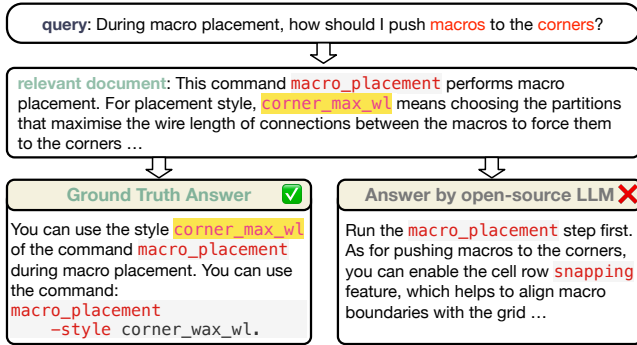 query: During macro placement, how should I push macros to the corners?
relevant document: This command macro_placement performs macro
placement. For placement style, corner_max_wl means choosing the partitions
that maximise the wire length of connections between the macros to force them
to the corners …
Ground Truth Answer ✅
You can use the style corner_max_wl
of the command macro_placement
during macro placement. You can use
the command:
macro_placement
-style corner_wax_wl.
Answer by open-source LLM ❌
Run the macro_placement step first.
As for pushing macros to the corners,
you can enable the cell row snapping
feature, which helps to align macro
boundaries with the grid …